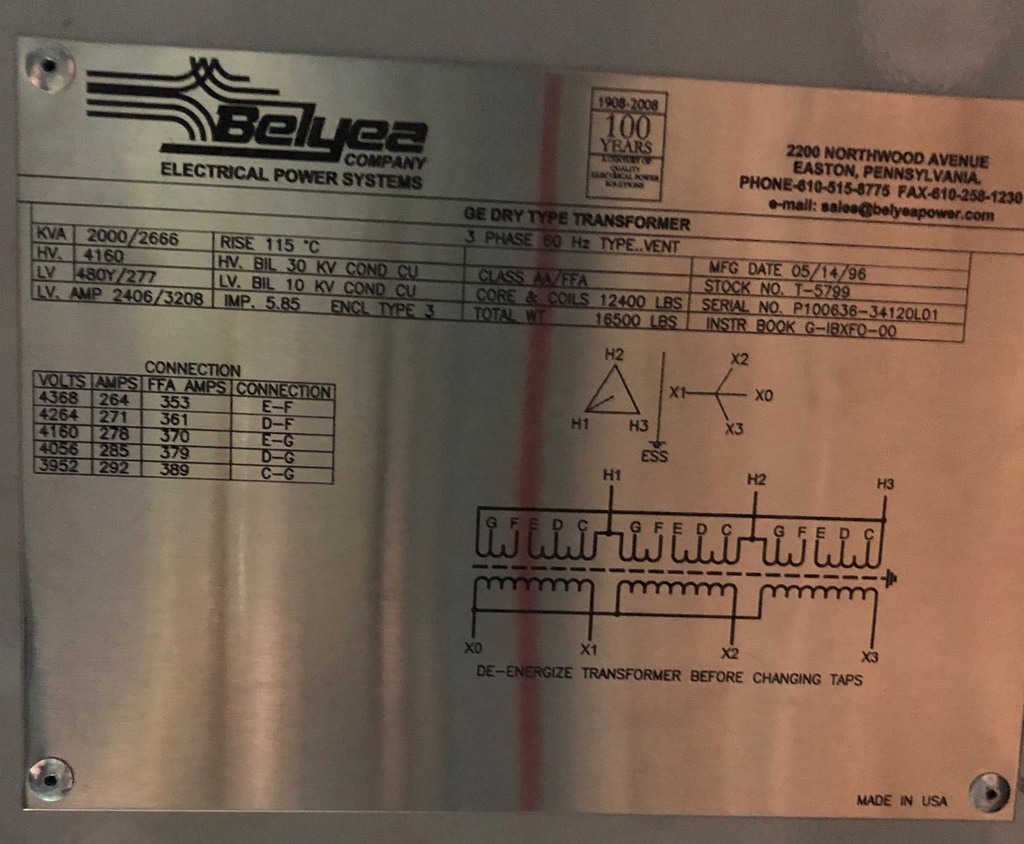 Belyea
COMPANY
ELECTRICAL POWER SYSTEMS
1908-2008
100
YEARS
A CENTURY OF
QUALITY
ELECTRICAL POWER
SOLUTIONS
2200 NORTHWOOD AVENUE
EASTON, PENNSYLVANIA.
PHONE-610-515-8775 FAX-610-258-1230
e-mail: sales@belyeapower.com
GE DRY TYPE TRANSFORMER
KVA 2000/2666 RISE 115 °C 3 PHASE 60 Hz TYPE..VENT
HV. 4160 HV. BIL 30 KV COND CU CLASS AA/FFA MFG DATE 05/14/96
LV 480Y/277 LV. BIL 10 KV COND CU CORE & COILS 12400 LBS STOCK NO. T-5799
LV. AMP 2406/3208 IMP. 5.85 ENCL TYPE 3 TOTAL WT 16500 LBS SERIAL NO. P100636-34120L01
INSTR BOOK G-IBXFO-00
CONNECTION
VOLTS AMPS FFA AMPS CONNECTION
4368 264 353 E-F
4264 271 361 D-F
4160 278 370 E-G
4056 285 379 D-G
3952 292 389 C-G
H2 X2
X1 X0
H1 H3 X3
ESS
H1 H2 H3
G F E D C G F E D C G F E D C
X0 X1 X2 X3
DE-ENERGIZE TRANSFORMER BEFORE CHANGING TAPS
MADE IN USA